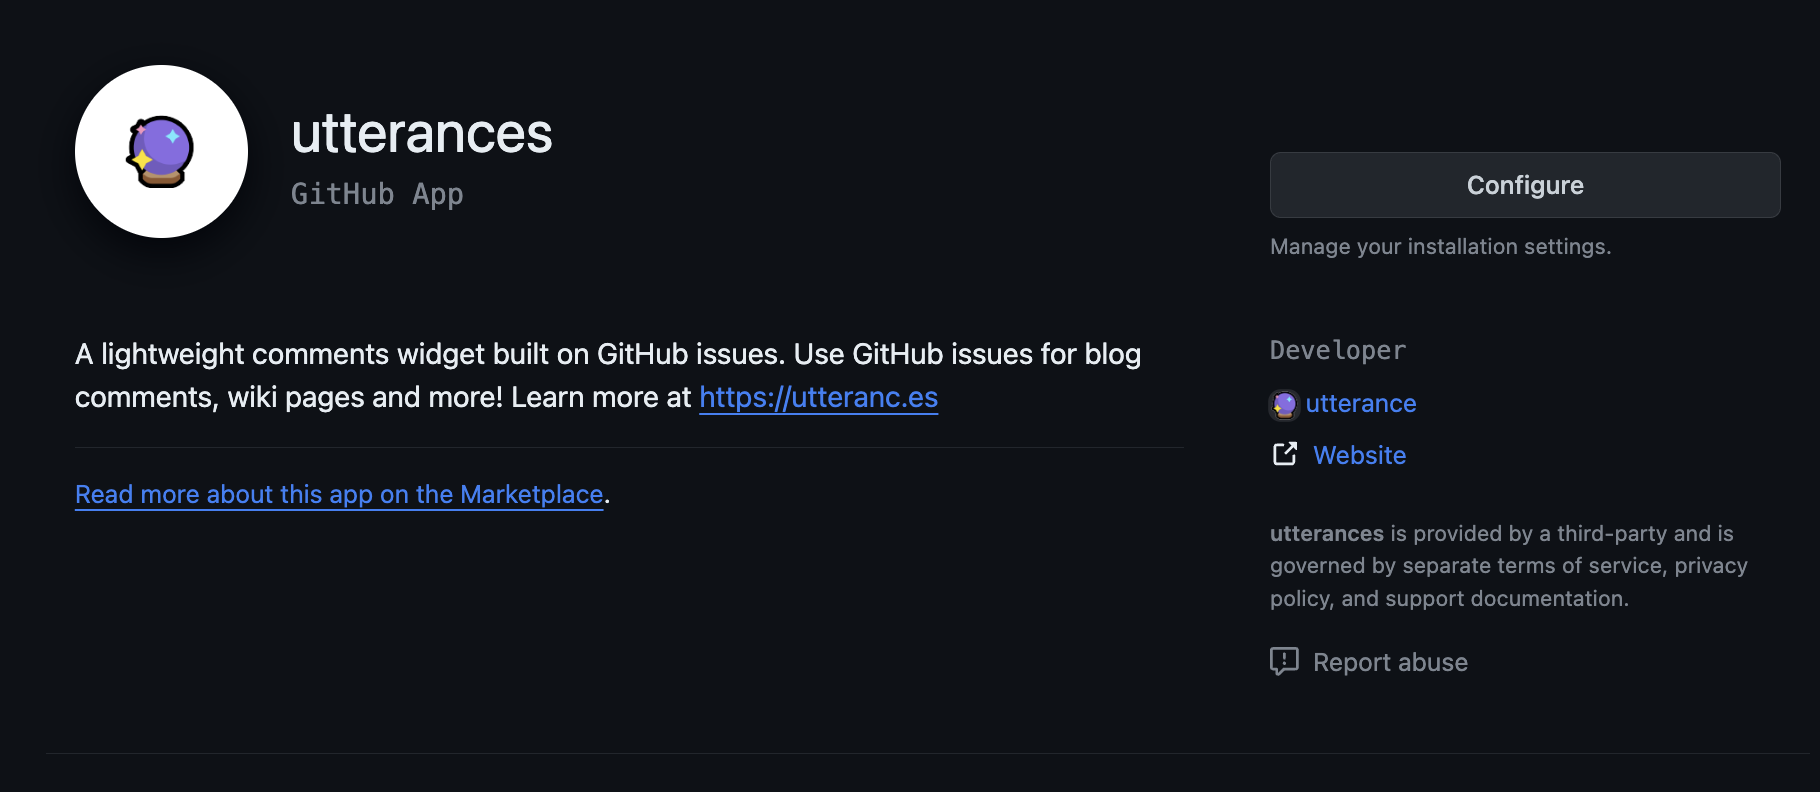 utterances
GitHub App
Configure
Manage your installation settings.
A lightweight comments widget built on GitHub issues. Use GitHub issues for blog
comments, wiki pages and more! Learn more at https://utteranc.es
Read more about this app on the Marketplace.
Developer
utterance
Website
utterances is provided by a third-party and is
governed by separate terms of service, privacy
policy, and support documentation.
Report abuse